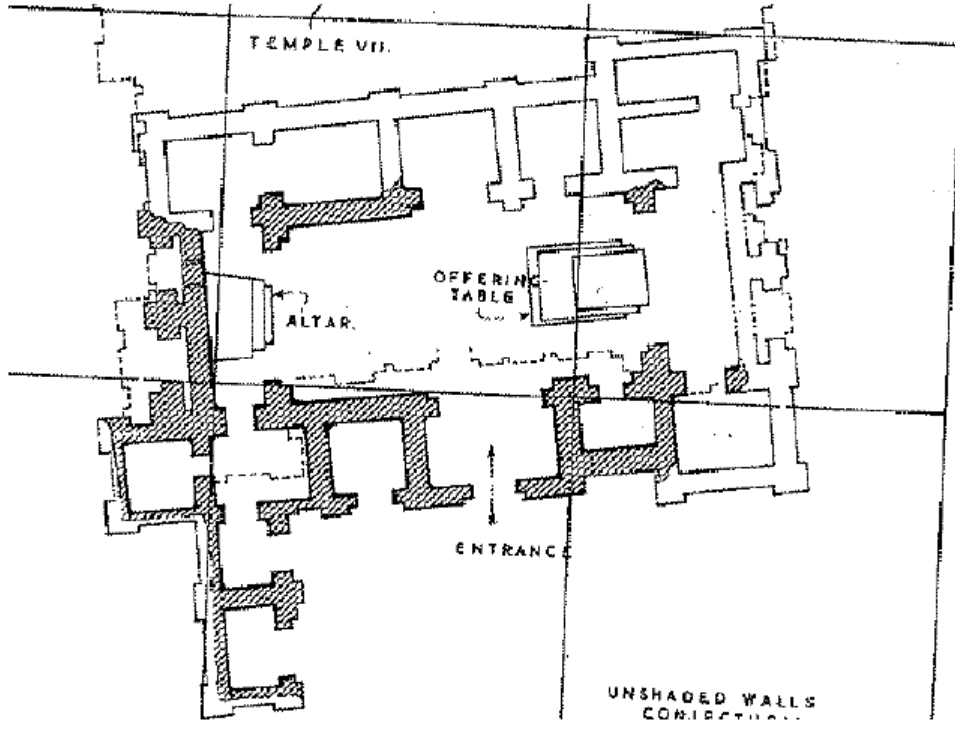 TEMPLE VII.
OFFERING-
TABLE
ALTAR.
ENTRANCE
UNSHADED WALLS